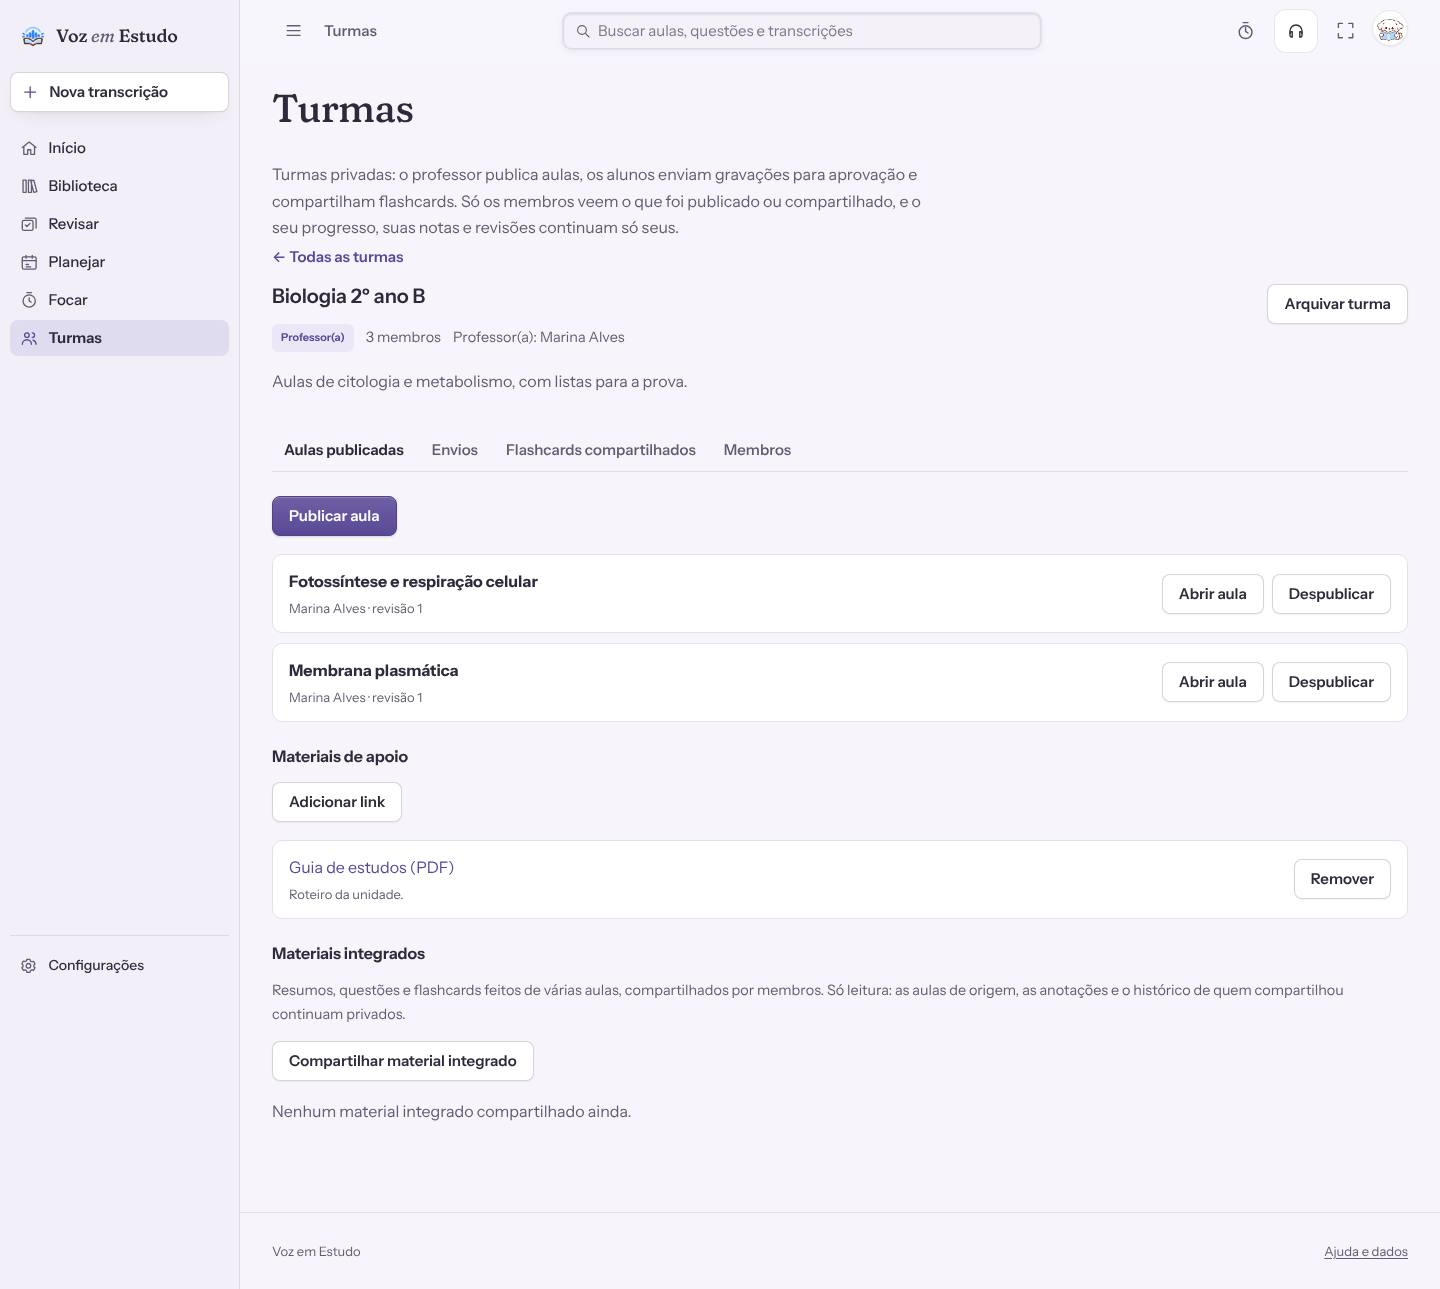 Voz em Estudo
Nova transcrição
Início
Biblioteca
Revisar
Planejar
Focar
Turmas
Configurações
Turmas
Buscar aulas, questões e transcrições
Turmas
Turmas privadas: o professor publica aulas, os alunos enviam gravações para aprovação e
compartilham flashcards. Só os membros veem o que foi publicado ou compartilhado, e o
seu progresso, suas notas e revisões continuam só seus.
← Todas as turmas
Biologia 2º ano B
Arquivar turma
Professor(a) 3 membros Professor(a): Marina Alves
Aulas de citologia e metabolismo, com listas para a prova.
Aulas publicadas Envios Flashcards compartilhados Membros
Publicar aula
Fotossíntese e respiração celular
Marina Alves · revisão 1
Abrir aula Despublicar
Membrana plasmática
Marina Alves · revisão 1
Abrir aula Despublicar
Materiais de apoio
Adicionar link
Guia de estudos (PDF)
Roteiro da unidade.
Remover
Materiais integrados
Resumos, questões e flashcards feitos de várias aulas, compartilhados por membros. Só leitura: as aulas de origem, as anotações e o histórico de quem compartilhou
continuam privados.
Compartilhar material integrado
Nenhum material integrado compartilhado ainda.
Voz em Estudo
Ajuda e dados